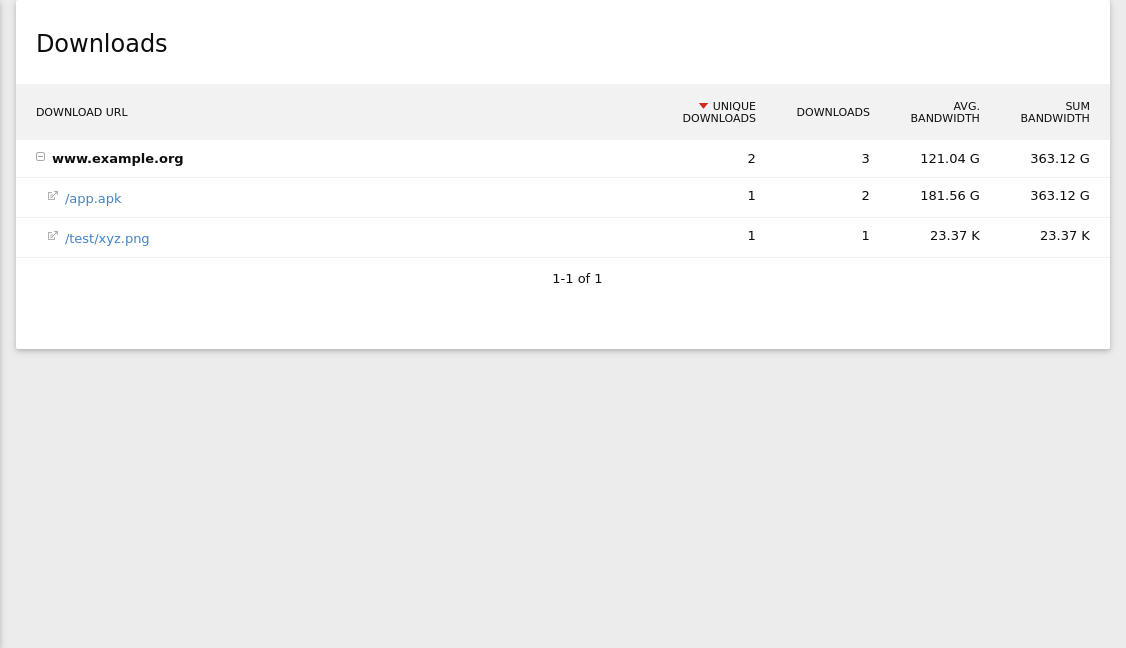 Downloads
DOWNLOAD URL UNIQUE DOWNLOADS DOWNLOADS AVG. BANDWIDTH SUM BANDWIDTH
www.example.org 2 3 121.04 G 363.12 G
/app.apk 1 2 181.56 G 363.12 G
/test/xyz.png 1 1 23.37 K 23.37 K
1-1 of 1